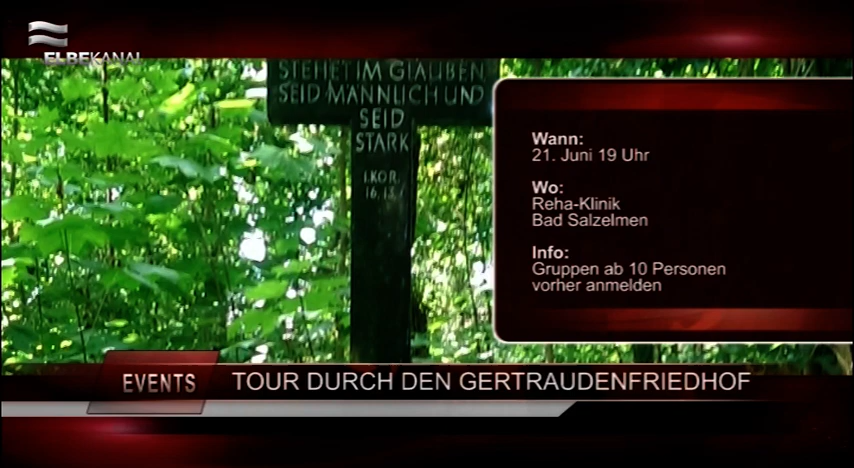 ELBEKANAL
STEHET IM GLAUBEN
SEID MÄNNLICH UND
SEID
STARK
I.KOR.
16,13.
Wann:
21. Juni 19 Uhr
Wo:
Reha-Klinik
Bad Salzelmen
Info:
Gruppen ab 10 Personen
vorher anmelden
EVENTS
TOUR DURCH DEN GERTRAUDENFRIEDHOF